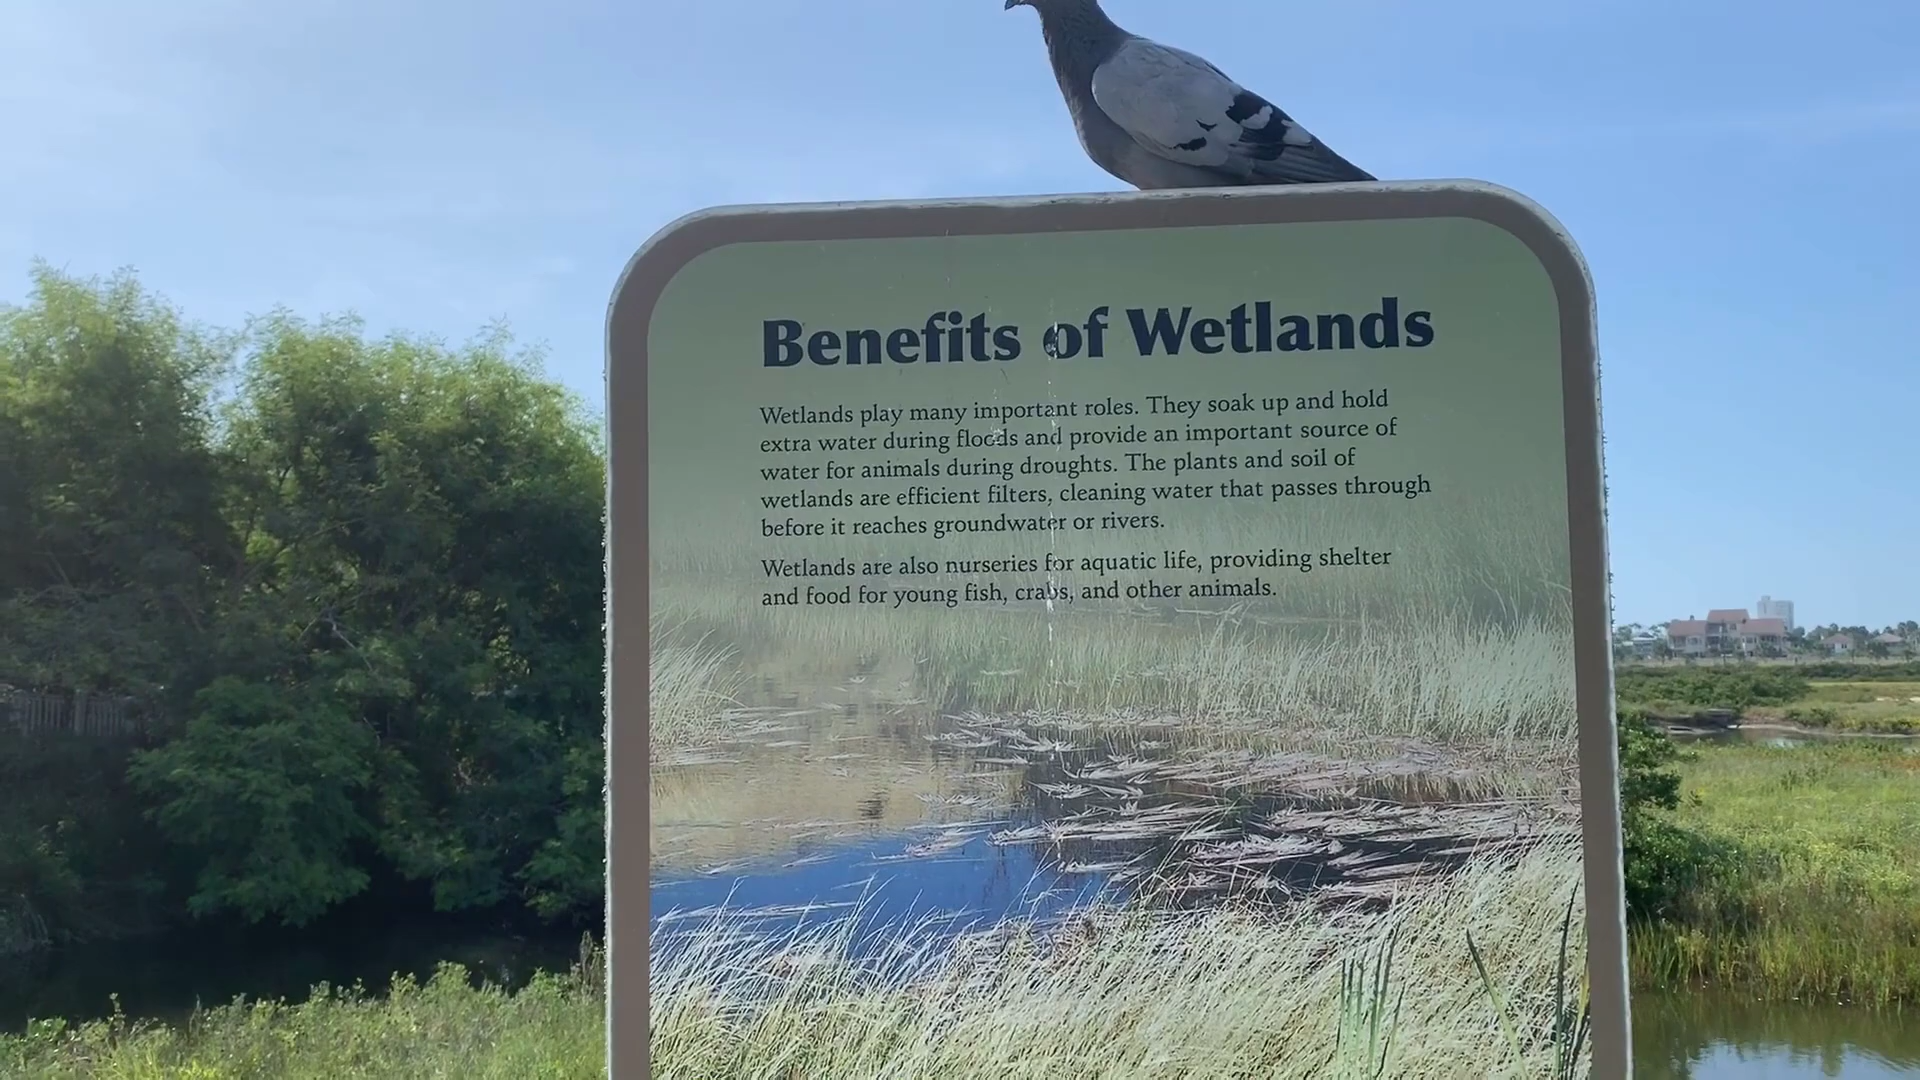 Benefits of Wetlands
Wetlands play many important roles. They soak up and hold
extra water during floods and provide an important source of
water for animals during droughts. The plants and soil of
wetlands are efficient filters, cleaning water that passes through
before it reaches groundwater or rivers.
Wetlands are also nurseries for aquatic life, providing shelter
and food for young fish, crabs, and other animals.